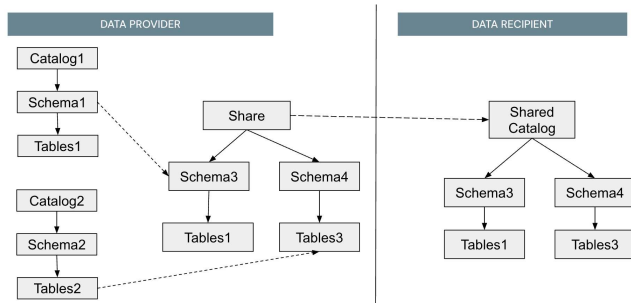 DATA PROVIDER
DATA RECIPIENT
Catalog1
Schema1
Tables1
Catalog2
Schema2
Tables2
Share
Schema3
Schema4
Tables1
Tables3
Shared
Catalog
Schema3
Schema4
Tables1
Tables3